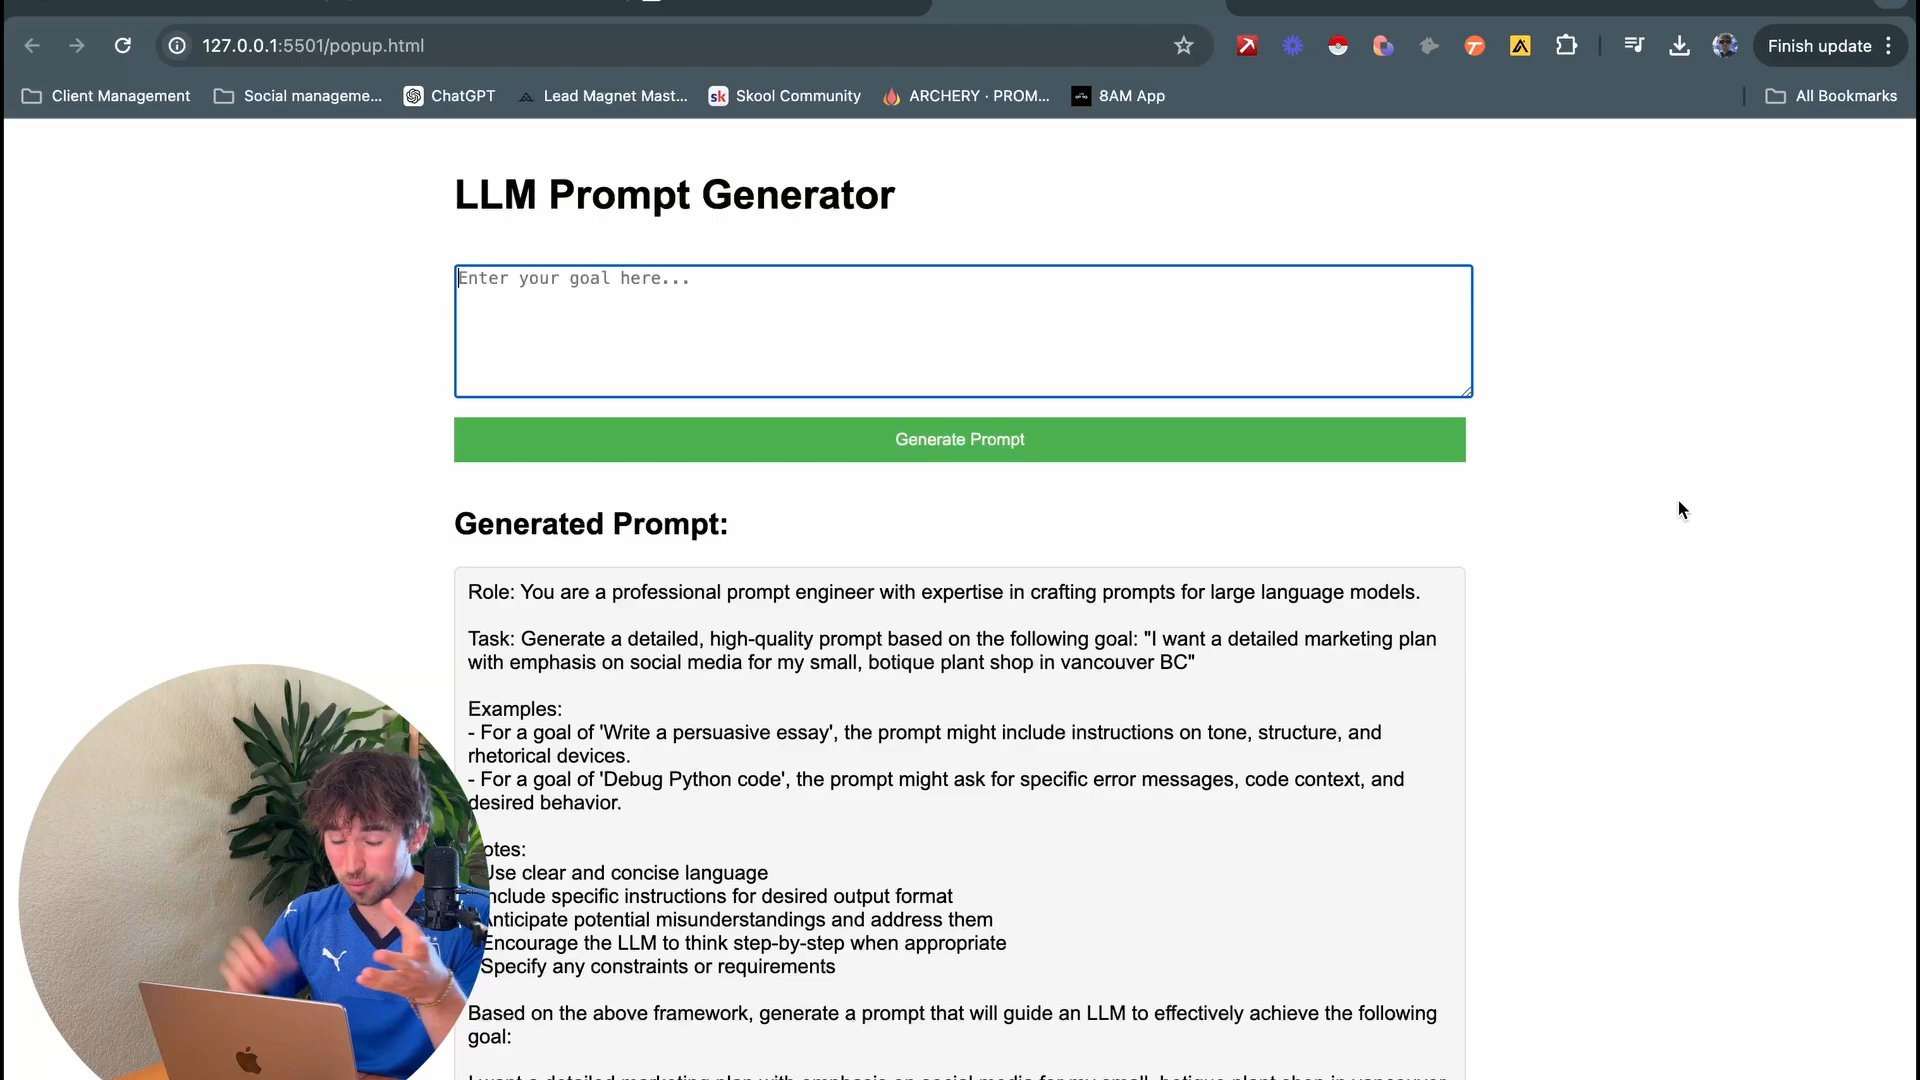 127.0.0.1:5501/popup.html
Finish update
Client Management
Social manageme...
ChatGPT
Lead Magnet Mast...
sk
Skool Community
ARCHERY · PROM...
8AM App
All Bookmarks
LLM Prompt Generator
Enter your goal here...
Generate Prompt
Generated Prompt:
Role: You are a professional prompt engineer with expertise in crafting prompts for large language models.
Task: Generate a detailed, high-quality prompt based on the following goal: "I want a detailed marketing plan
with emphasis on social media for my small, botique plant shop in vancouver BC"
Examples:
- For a goal of 'Write a persuasive essay', the prompt might include instructions on tone, structure, and
rhetorical devices.
- For a goal of 'Debug Python code', the prompt might ask for specific error messages, code context, and
desired behavior.
otes:
Use clear and concise language
nclude specific instructions for desired output format
Anticipate potential misunderstandings and address them
Encourage the LLM to think step-by-step when appropriate
Specify any constraints or requirements
Based on the above framework, generate a prompt that will guide an LLM to effectively achieve the following
goal: